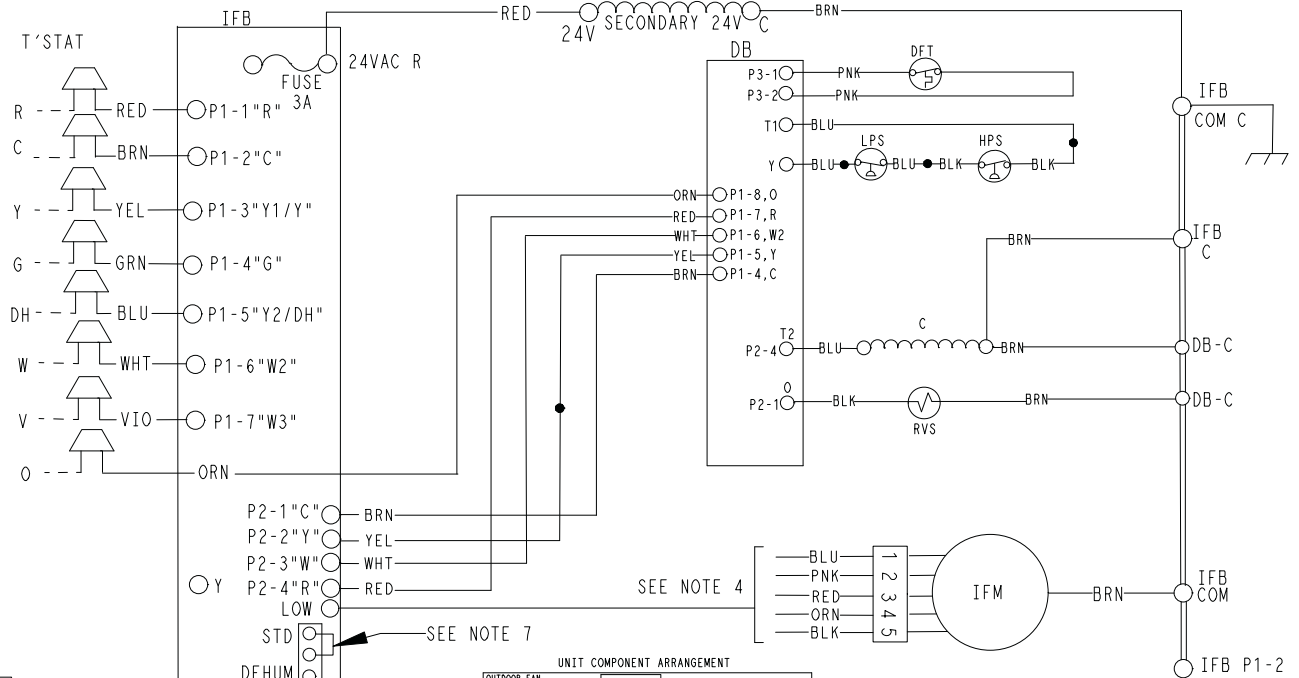 RED
24V
SECONDARY 24V
C
BRN
IFB
T'STAT
24VAC R
FUSE
3A
DB
DFT
P3-1
PNK
P3-2
PNK
IFB
COM C
R
RED
P1-1"R"
T1
BLU
C
BRN
P1-2"C"
LPS
HPS
Y
BLU
BLU
BLK
BLK
Y
YEL
P1-3"Y1/Y"
ORN
P1-8,O
RED
P1-7,R
WHT
P1-6,W2
YEL
P1-5,Y
BRN
P1-4,C
BRN
IFB
C
G
GRN
P1-4"G"
DH
BLU
P1-5"Y2/DH"
W
WHT
P1-6"W2"
T2
P2-4
BLU
C
BRN
DB-C
V
VIO
P1-7"W3"
O
P2-1
BLK
RVS
BRN
DB-C
O
ORN
P2-1"C"
BRN
P2-2"Y"
YEL
P2-3"W"
WHT
P2-4"R"
RED
Y
LOW
SEE NOTE 4
BLU
PNK
RED
ORN
BLK
1
2
3
4
5
IFM
BRN
IFB
COM
STD
SEE NOTE 7
DEHUM
UNIT COMPONENT ARRANGEMENT
OUTDOOR FAN
IFB P1-2